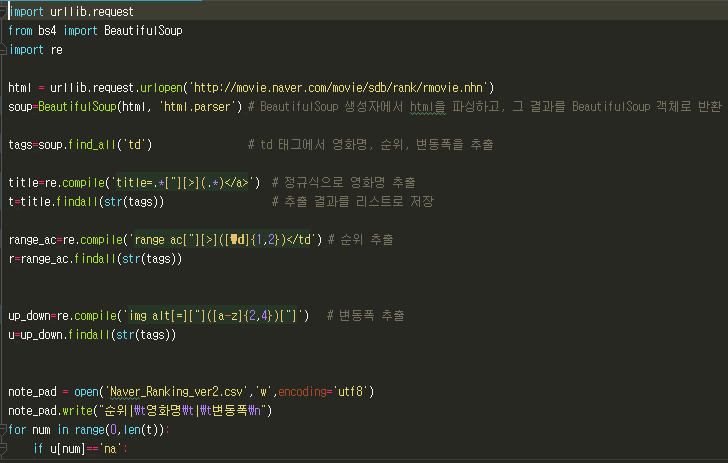 import urllib.request
from bs4 import BeautifulSoup
import re
html = urllib.request.urlopen('http://movie.naver.com/movie/sdb/rank/rmovie.nhn')
soup=BeautifulSoup(html, 'html.parser') # BeautifulSoup 생성자에서 html을 파싱하고, 그 결과를 BeautifulSoup 객체로 반환
tags=soup.find_all('td') # td 태그에서 영화명, 순위, 변동폭을 추출
title=re.compile('title=.*["][>](.*)</a>') # 정규식으로 영화명 추출
t=title.findall(str(tags)) # 추출 결과를 리스트로 저장
range_ac=re.compile('range ac["][>]([₩d]{1,2})</td') # 순위 추출
r=range_ac.findall(str(tags))
up_down=re.compile('img alt[=]["]([a-z]{2,4})["]') # 변동폭 추출
u=up_down.findall(str(tags))
note_pad = open('Naver_Ranking_ver2.csv','w',encoding='utf8')
note_pad.write("순위|₩t영화명₩t|₩t변동폭₩n")
for num in range(0,len(t)):
if u[num]=='na':